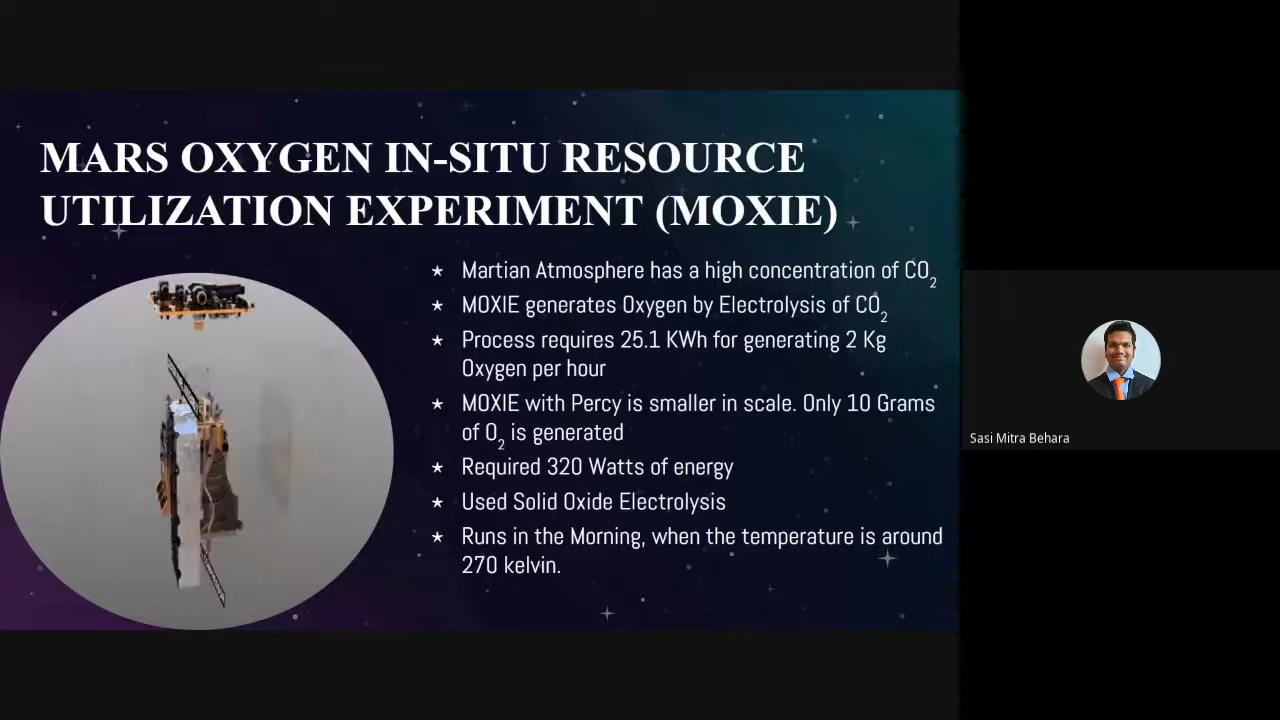 MARS OXYGEN IN-SITU RESOURCE
UTILIZATION EXPERIMENT (MOXIE)
★ Martian Atmosphere has a high concentration of CO₂
★ MOXIE generates Oxygen by Electrolysis of CO₂
★ Process requires 25.1 KWh for generating 2 Kg
Oxygen per hour
★ MOXIE with Percy is smaller in scale. Only 10 Grams
of O₂ is generated
★ Required 320 Watts of energy
★ Used Solid Oxide Electrolysis
★ Runs in the Morning, when the temperature is around
270 kelvin.
Sasi Mitra Behara